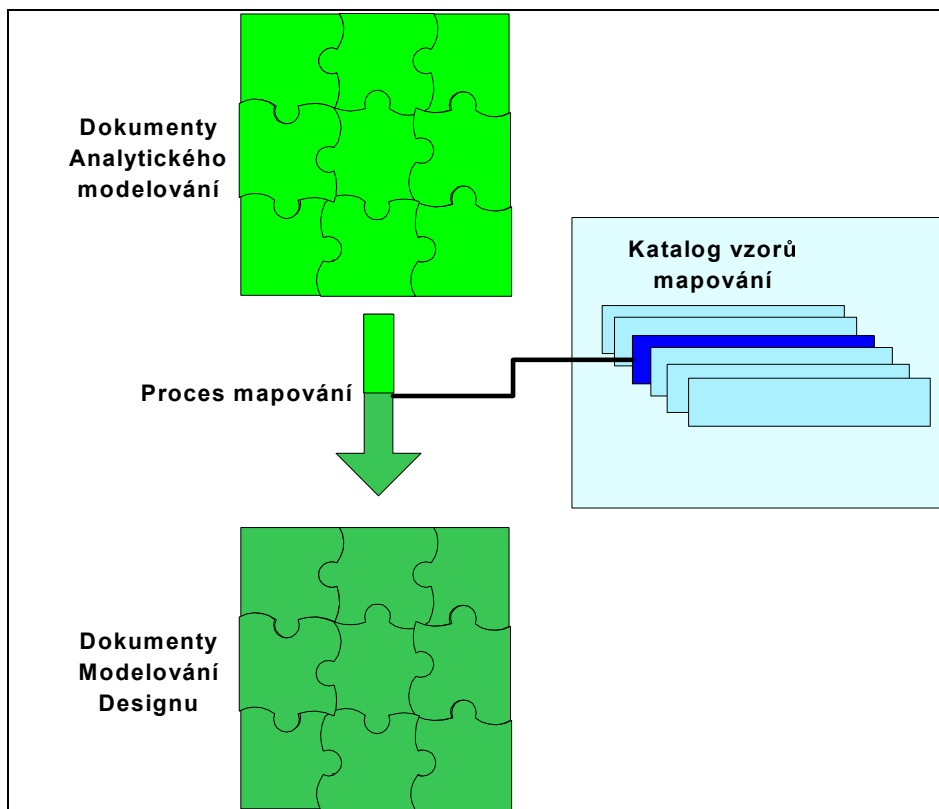 Dokumenty
Analytického
modelování
Katalog vzorů
mapování
Proces mapování
Dokumenty
Modelování
Designu